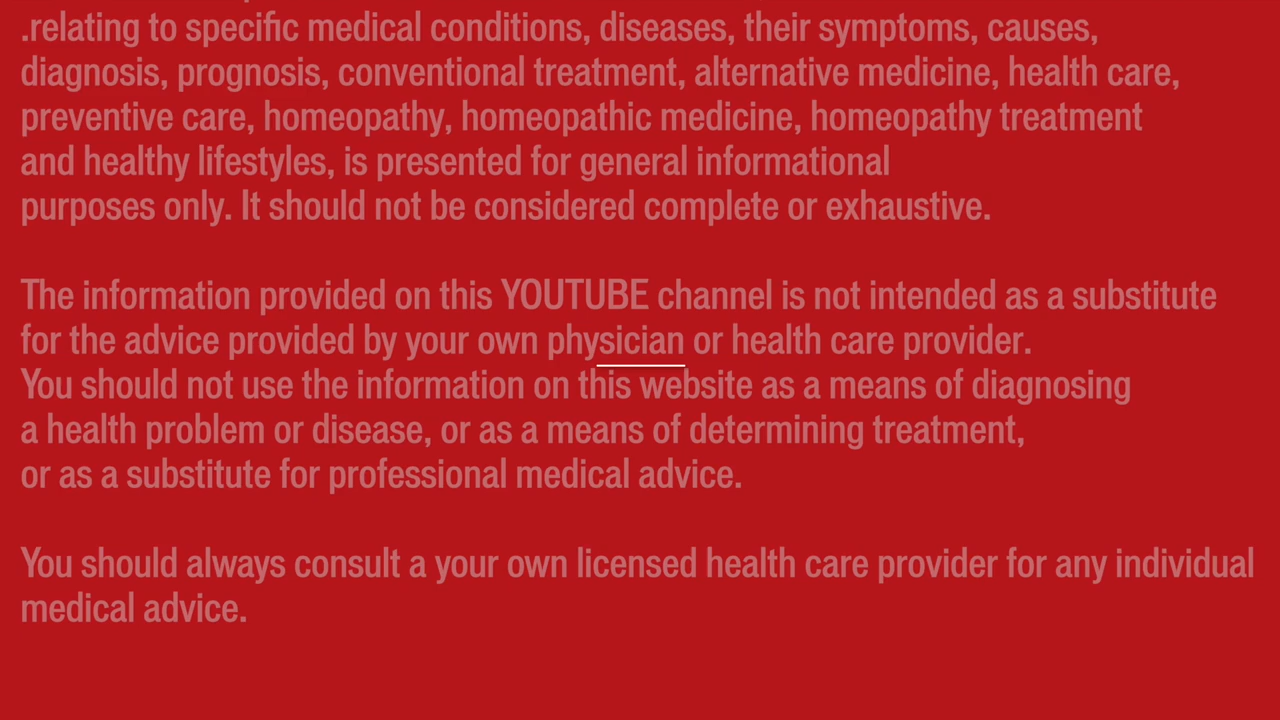 .relating to specific medical conditions, diseases, their symptoms, causes,
diagnosis, prognosis, conventional treatment, alternative medicine, health care,
preventive care, homeopathy, homeopathic medicine, homeopathy treatment
and healthy lifestyles, is presented for general informational
purposes only. It should not be considered complete or exhaustive.
The information provided on this YOUTUBE channel is not intended as a substitute
for the advice provided by your own physician or health care provider.
You should not use the information on this website as a means of diagnosing
a health problem or disease, or as a means of determining treatment,
or as a substitute for professional medical advice.
You should always consult a your own licensed health care provider for any individual
medical advice.